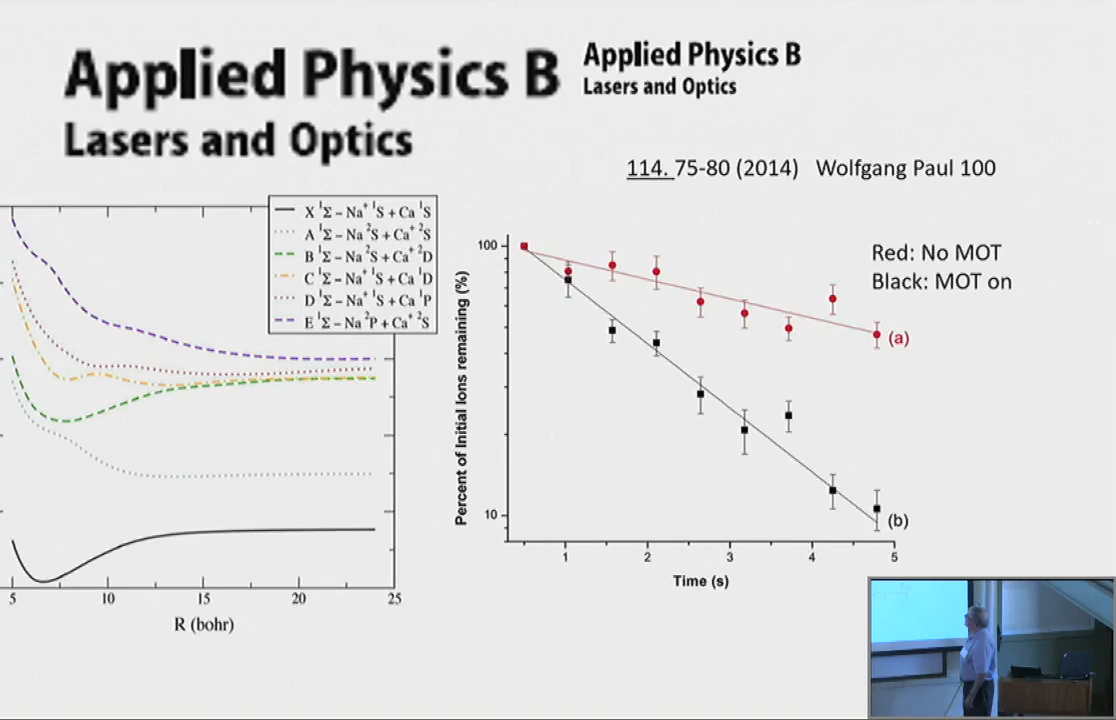 Applied Physics B
Lasers and Optics
Applied Physics B
Lasers and Optics
114. 75-80 (2014) Wolfgang Paul 100
X ¹Σ – Na⁺ ¹S + Ca ¹S
A ¹Σ – Na ²S + Ca⁺ ²S
B ¹Σ – Na ²S + Ca⁺ ²D
C ¹Σ – Na⁺ ¹S + Ca ¹D
D ¹Σ – Na⁺ ¹S + Ca ¹P
E ¹Σ – Na ²P + Ca⁺ ²S
5 10 15 20 25
R (bohr)
Percent of Initial Ions remaining (%)
100
10
(a)
(b)
1 2 3 4 5
Time (s)
Red: No MOT
Black: MOT on